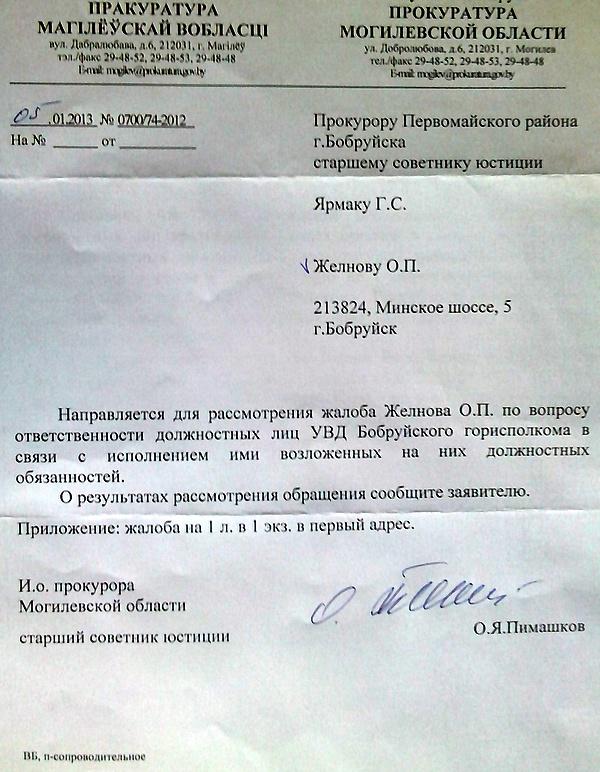 ПРАКУРАТУРА
МАГІЛЁЎСКАЙ ВОБЛАСЦІ
вул. Дабралюбава, д.6, 212031, г. Магілёў
тэл./факс 29-48-52, 29-48-53, 29-48-48
E-mail: mogilev@prokuratura.gov.by
ПРОКУРАТУРА
МОГИЛЕВСКОЙ ОБЛАСТИ
ул. Добролюбова, д.6, 212031, г. Могилев
тел./факс 29-48-52, 29-48-53, 29-48-48
E-mail: mogilev@prokuratura.gov.by
05.01.2013 № 0700/74-2012
На № ______ от _________
Прокурору Первомайского района
г.Бобруйска
старшему советнику юстиции
Ярмаку Г.С.
Желнову О.П.
213824, Минское шоссе, 5
г.Бобруйск
Направляется для рассмотрения жалоба Желнова О.П. по вопросу
ответственности должностных лиц УВД Бобруйского горисполкома в
связи с исполнением ими возложенных на них должностных
обязанностей.
О результатах рассмотрения обращения сообщите заявителю.
Приложение: жалоба на 1 л. в 1 экз. в первый адрес.
И.о. прокурора
Могилевской области
старший советник юстиции
О.Я.Пимашков
ВБ, п-сопроводительное